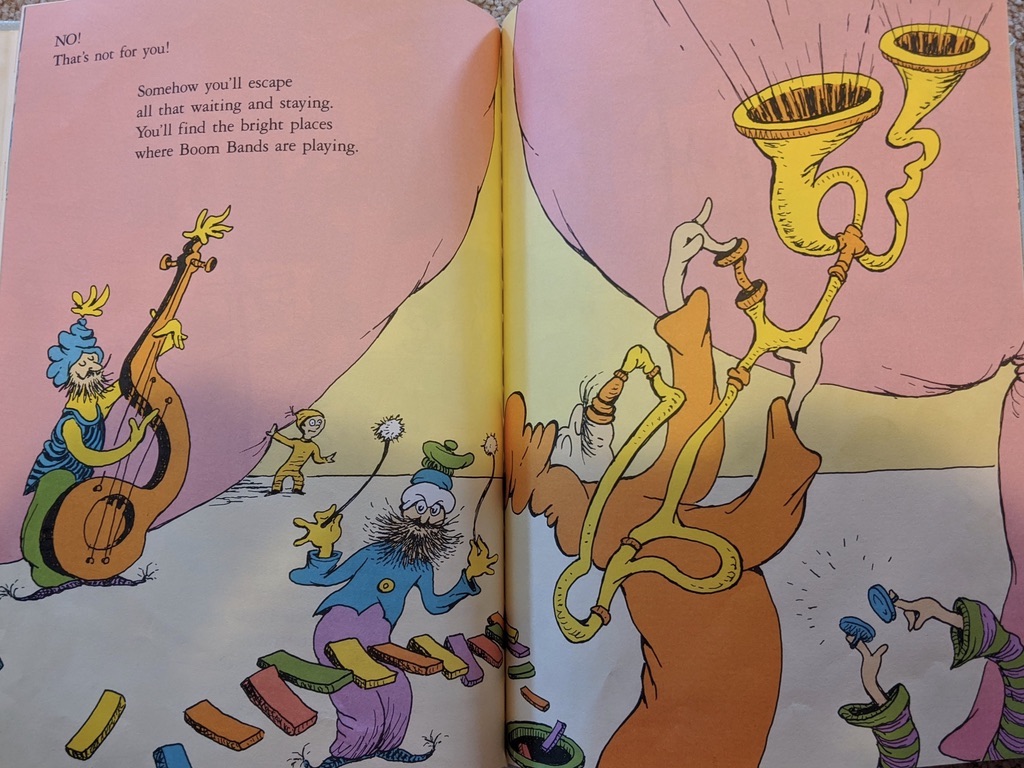 NO!
That's not for you!
Somehow you'll escape
all that waiting and staying.
You'll find the bright places
where Boom Bands are playing.